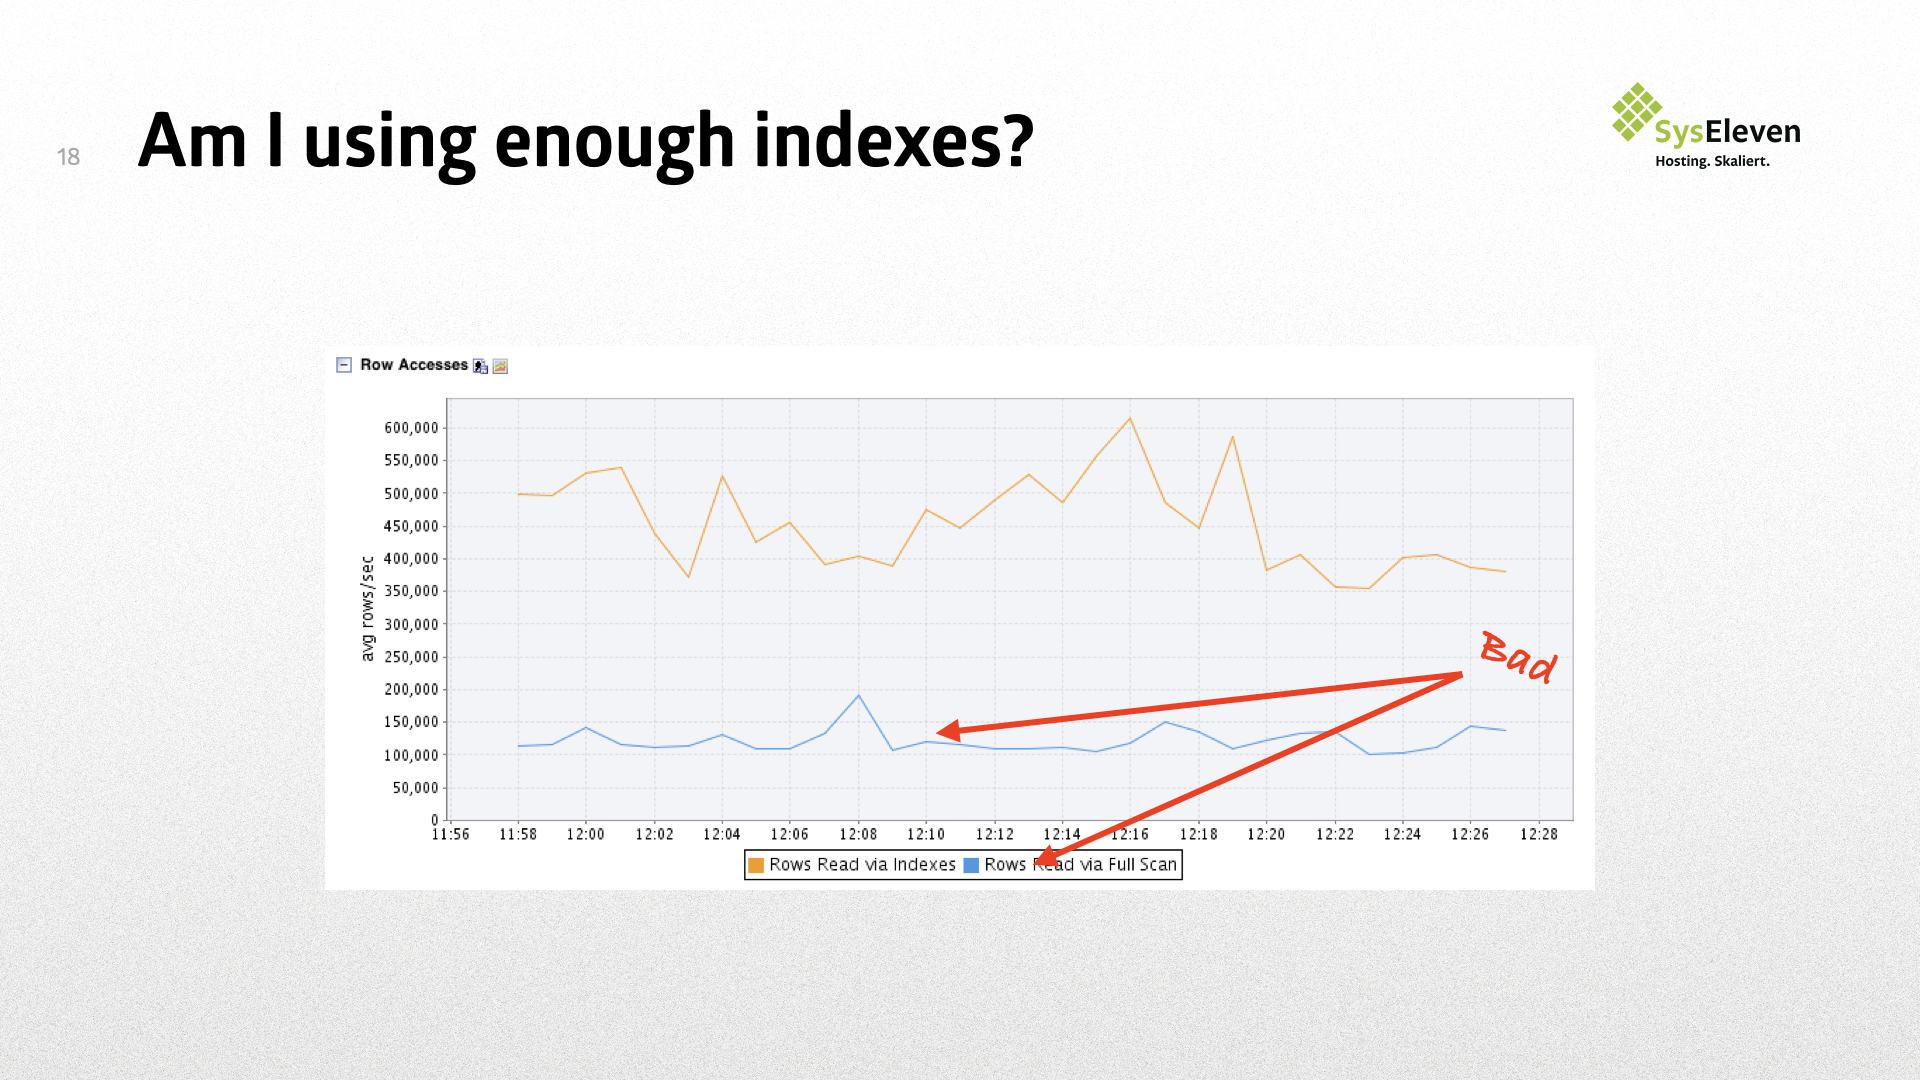 18
Am I using enough indexes?
SysEleven
Hosting. Skaliert.
Row Accesses
600,000
550,000
500,000
450,000
400,000
350,000
300,000
250,000
200,000
150,000
100,000
50,000
0
avg rows/sec
Bad
11:56 11:58 12:00 12:02 12:04 12:06 12:08 12:10 12:12 12:14 12:16 12:18 12:20 12:22 12:24 12:26 12:28
Rows Read via Indexes Rows Read via Full Scan